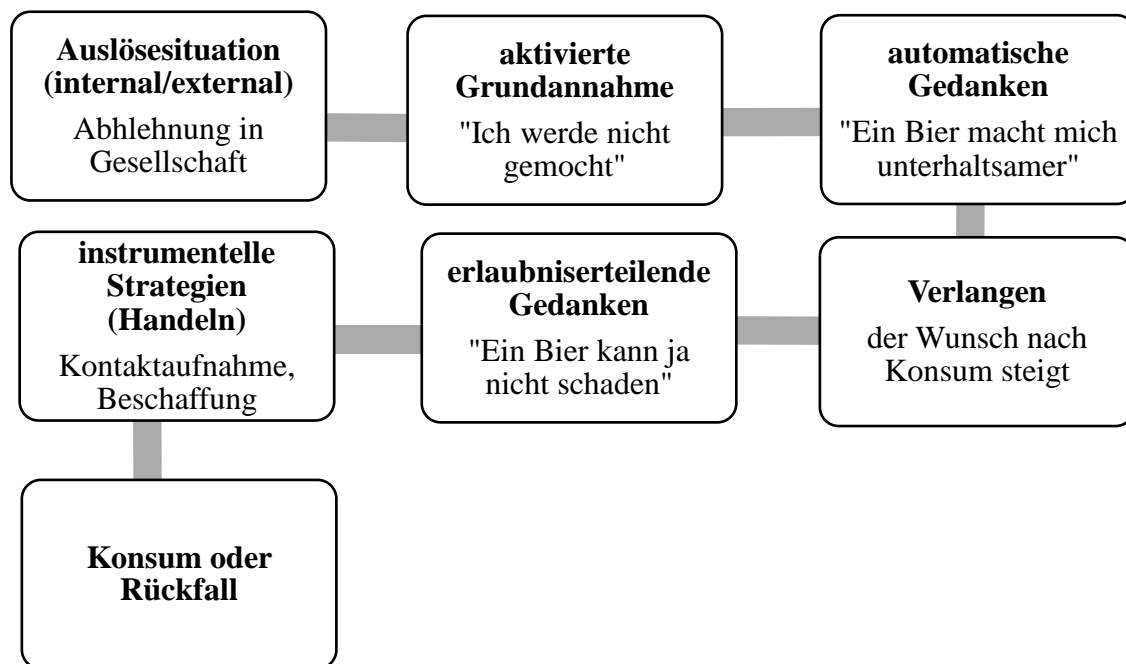 Auslösesituation
(internal/external)
Abhlehnung in
Gesellschaft
aktivierte
Grundannahme
"Ich werde nicht
gemocht"
automatische
Gedanken
"Ein Bier macht mich
unterhaltsamer"
Verlangen
der Wunsch nach
Konsum steigt
erlaubniserteilende
Gedanken
"Ein Bier kann ja
nicht schaden"
instrumentelle
Strategien
(Handeln)
Kontaktaufnahme,
Beschaffung
Konsum oder
Rückfall